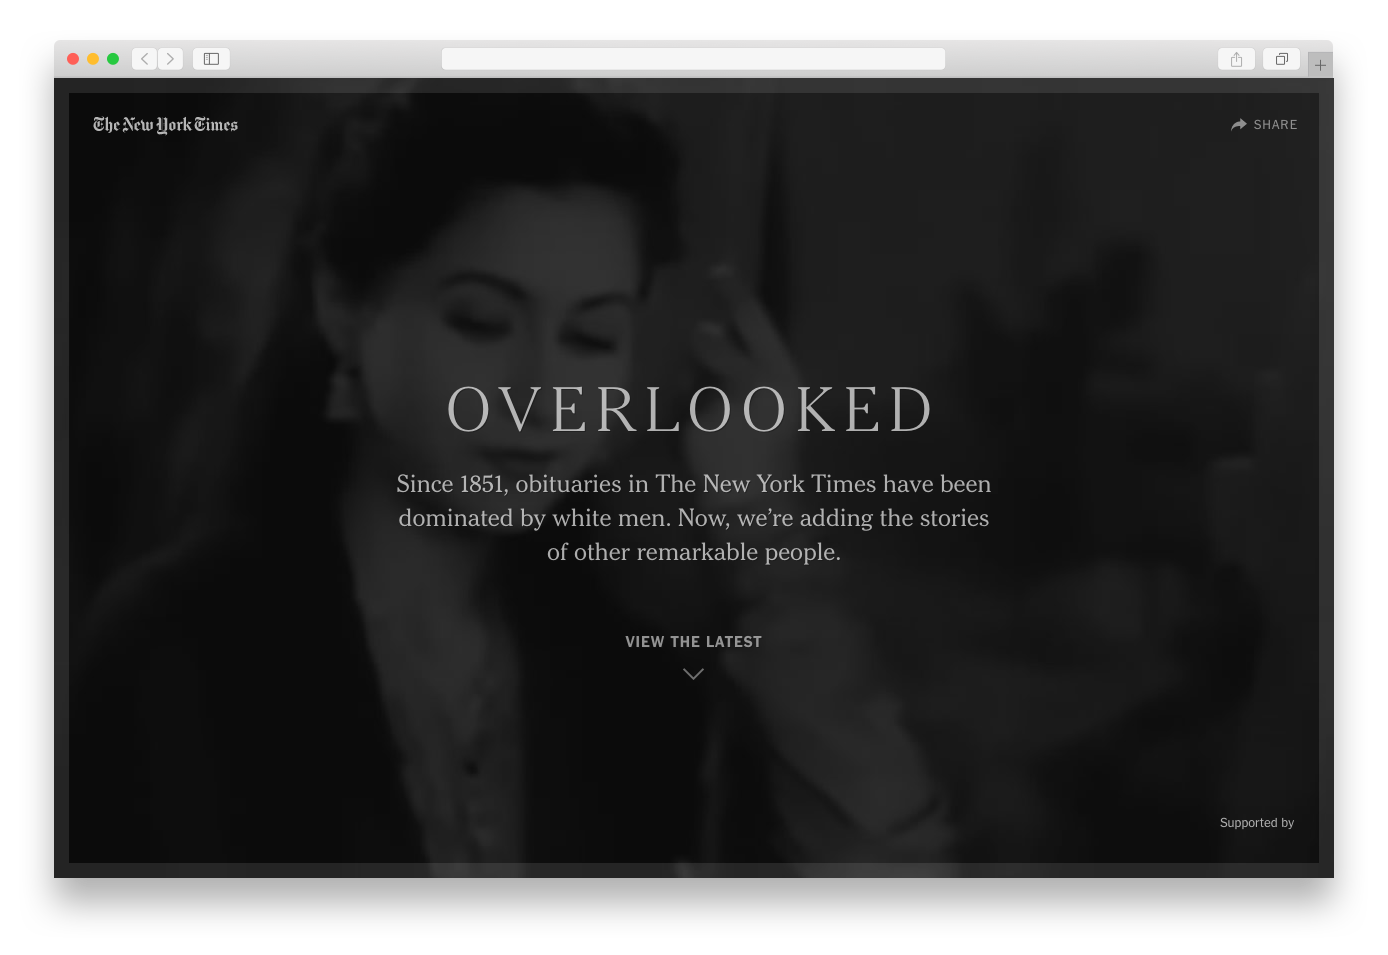 The New York Times
SHARE
OVERLOOKED
Since 1851, obituaries in The New York Times have been
dominated by white men. Now, we’re adding the stories
of other remarkable people.
VIEW THE LATEST
Supported by